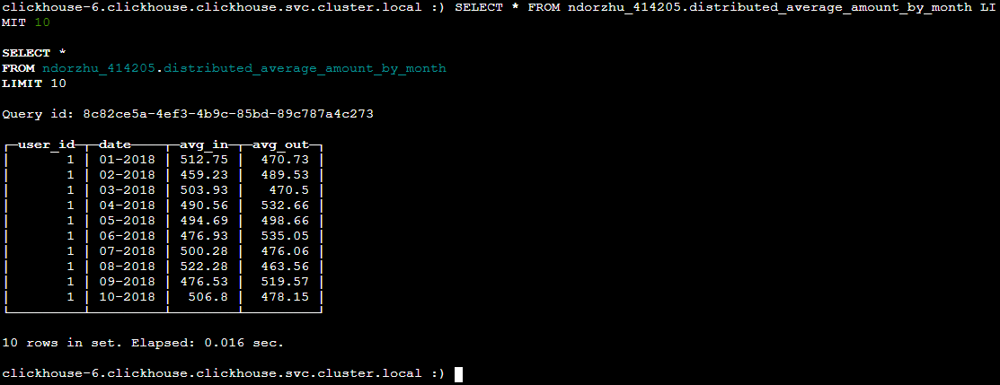 clickhouse-6.clickhouse.clickhouse.svc.cluster.local :) SELECT * FROM ndorzhu_414205.distributed_average_amount_by_month LI
MIT 10
SELECT *
FROM ndorzhu_414205.distributed_average_amount_by_month
LIMIT 10
Query id: 8c82ce5a-4ef3-4b9c-85bd-89c787a4c273
┌─user_id─┬─date────┬─avg_in─┬─avg_out─┐
│       1 │ 01-2018 │ 512.75 │  470.73 │
│       1 │ 02-2018 │ 459.23 │  489.53 │
│       1 │ 03-2018 │ 503.93 │   470.5 │
│       1 │ 04-2018 │ 490.56 │  532.66 │
│       1 │ 05-2018 │ 494.69 │  498.66 │
│       1 │ 06-2018 │ 476.93 │  535.05 │
│       1 │ 07-2018 │ 500.28 │  476.06 │
│       1 │ 08-2018 │ 522.28 │  463.56 │
│       1 │ 09-2018 │ 476.53 │  519.57 │
│       1 │ 10-2018 │  506.8 │  478.15 │
└─────────┴─────────┴────────┴─────────┘
10 rows in set. Elapsed: 0.016 sec.
clickhouse-6.clickhouse.clickhouse.svc.cluster.local :)